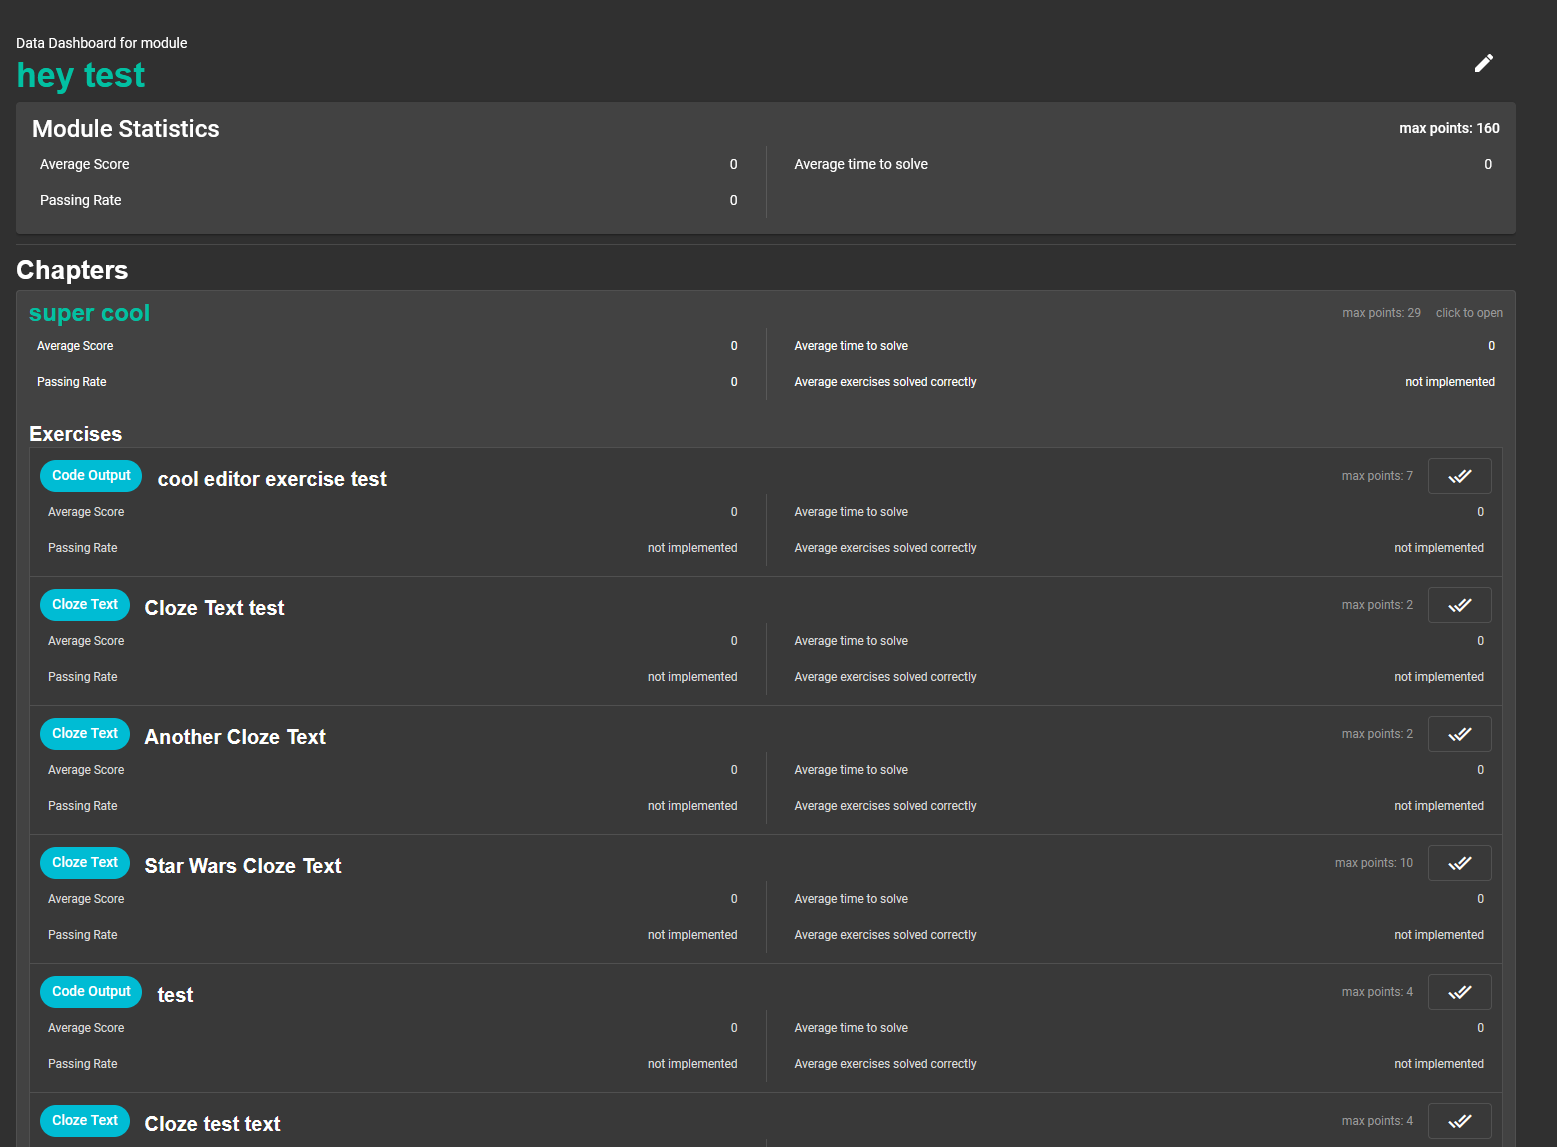 Data Dashboard for module
hey test
Module Statistics max points: 160
Average Score 0 Average time to solve 0
Passing Rate 0
Chapters
super cool max points: 29 click to open
Average Score 0 Average time to solve 0
Passing Rate 0 Average exercises solved correctly not implemented
Exercises
Code Output cool editor exercise test max points: 7
Average Score 0 Average time to solve 0
Passing Rate not implemented Average exercises solved correctly not implemented
Cloze Text Cloze Text test max points: 2
Average Score 0 Average time to solve 0
Passing Rate not implemented Average exercises solved correctly not implemented
Cloze Text Another Cloze Text max points: 2
Average Score 0 Average time to solve 0
Passing Rate not implemented Average exercises solved correctly not implemented
Cloze Text Star Wars Cloze Text max points: 10
Average Score 0 Average time to solve 0
Passing Rate not implemented Average exercises solved correctly not implemented
Code Output test max points: 4
Average Score 0 Average time to solve 0
Passing Rate not implemented Average exercises solved correctly not implemented
Cloze Text Cloze test text max points: 4